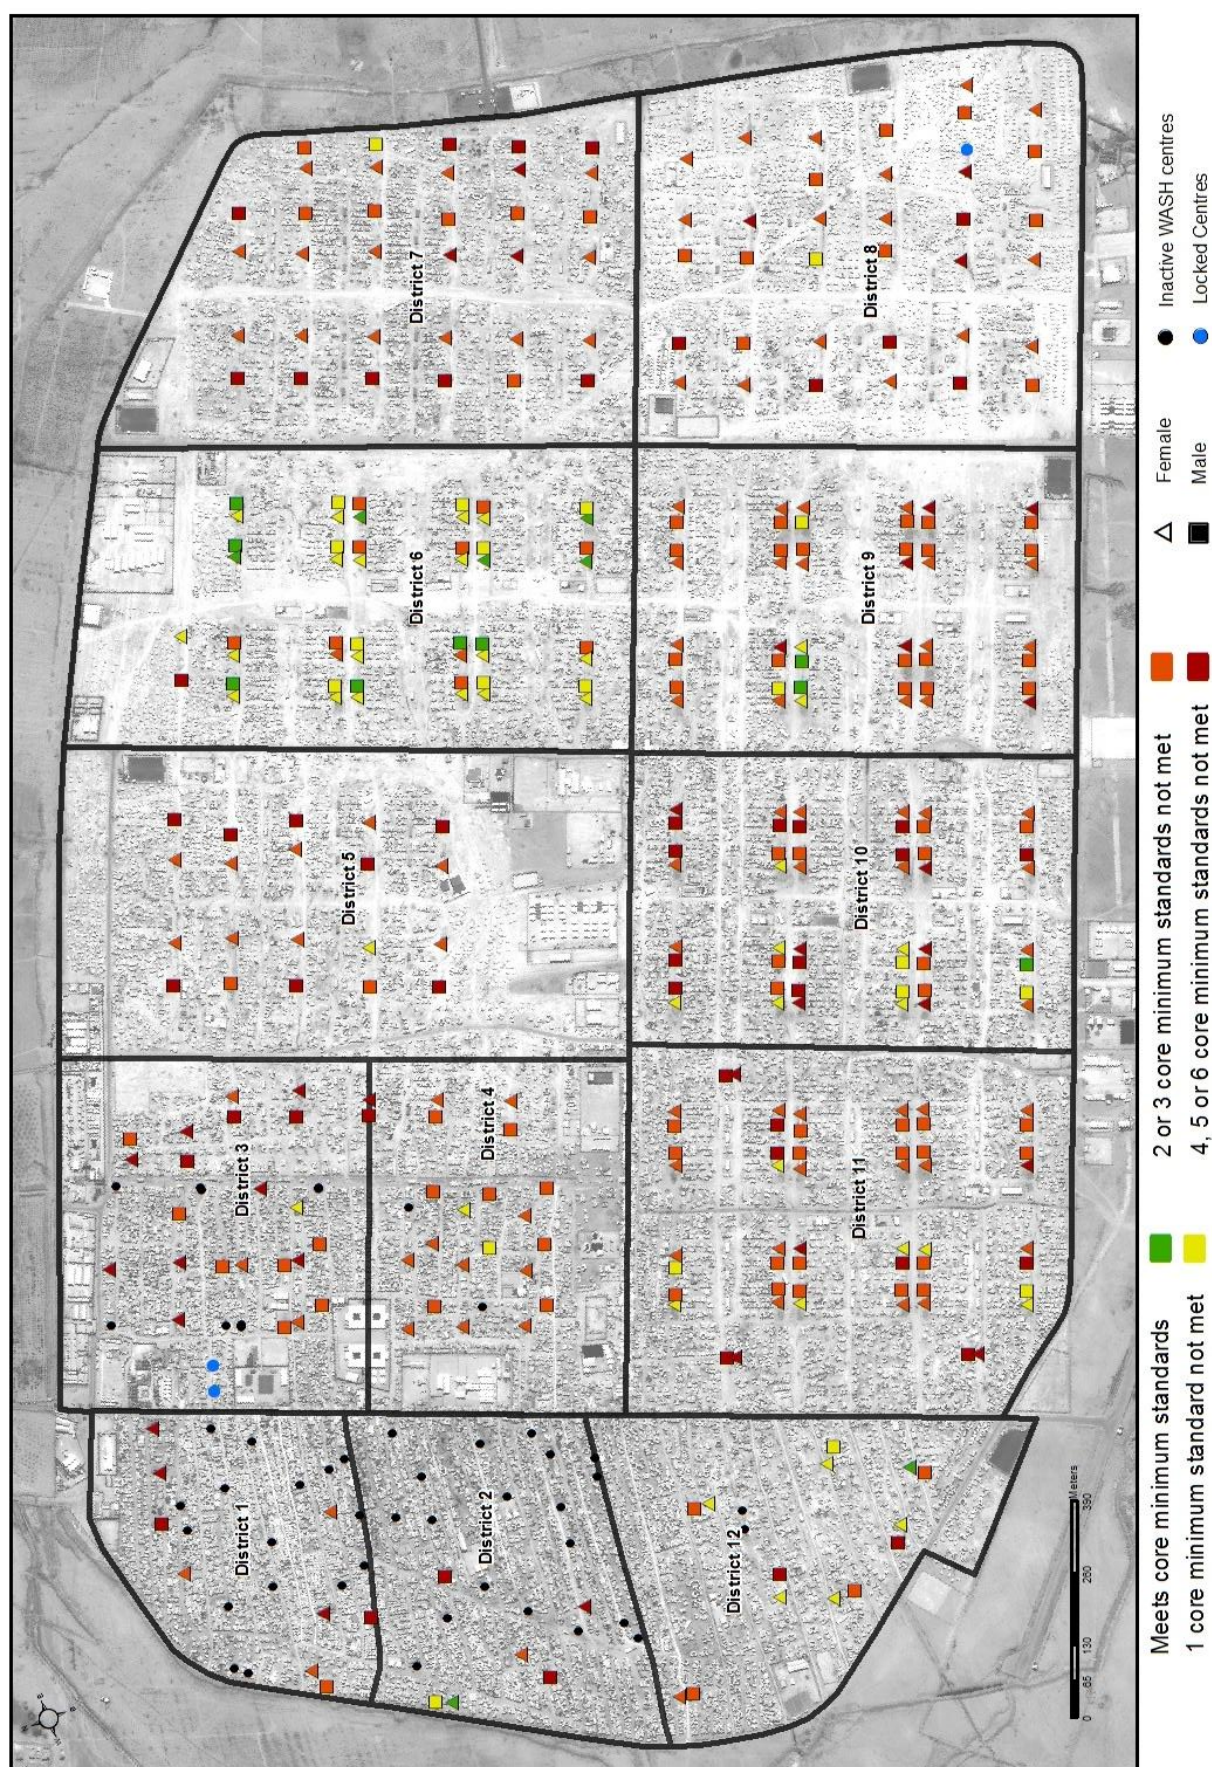 District 1
District 2
District 3
District 4
District 5
District 6
District 7
District 8
District 9
District 10
District 11
District 12
0 65 130 260 390
Meters
Meets core minimum standards
1 core minimum standard not met
2 or 3 core minimum standards not met
4, 5 or 6 core minimum standards not met
Female
Male
Inactive WASH centres
Locked Centres